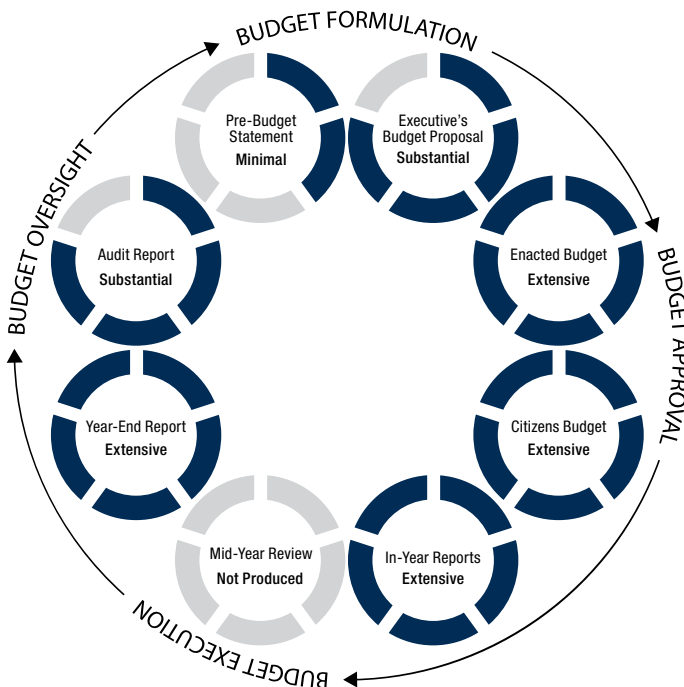 BUDGET FORMULATION
Pre-Budget
Statement
Minimal
Executive's
Budget Proposal
Substantial
BUDGET OVERSIGHT
Audit Report
Substantial
Enacted Budget
Extensive
BUDGET APPROVAL
Year-End Report
Extensive
Citizens Budget
Extensive
Mid-Year Review
Not Produced
In-Year Reports
Extensive
BUDGET EXECUTION